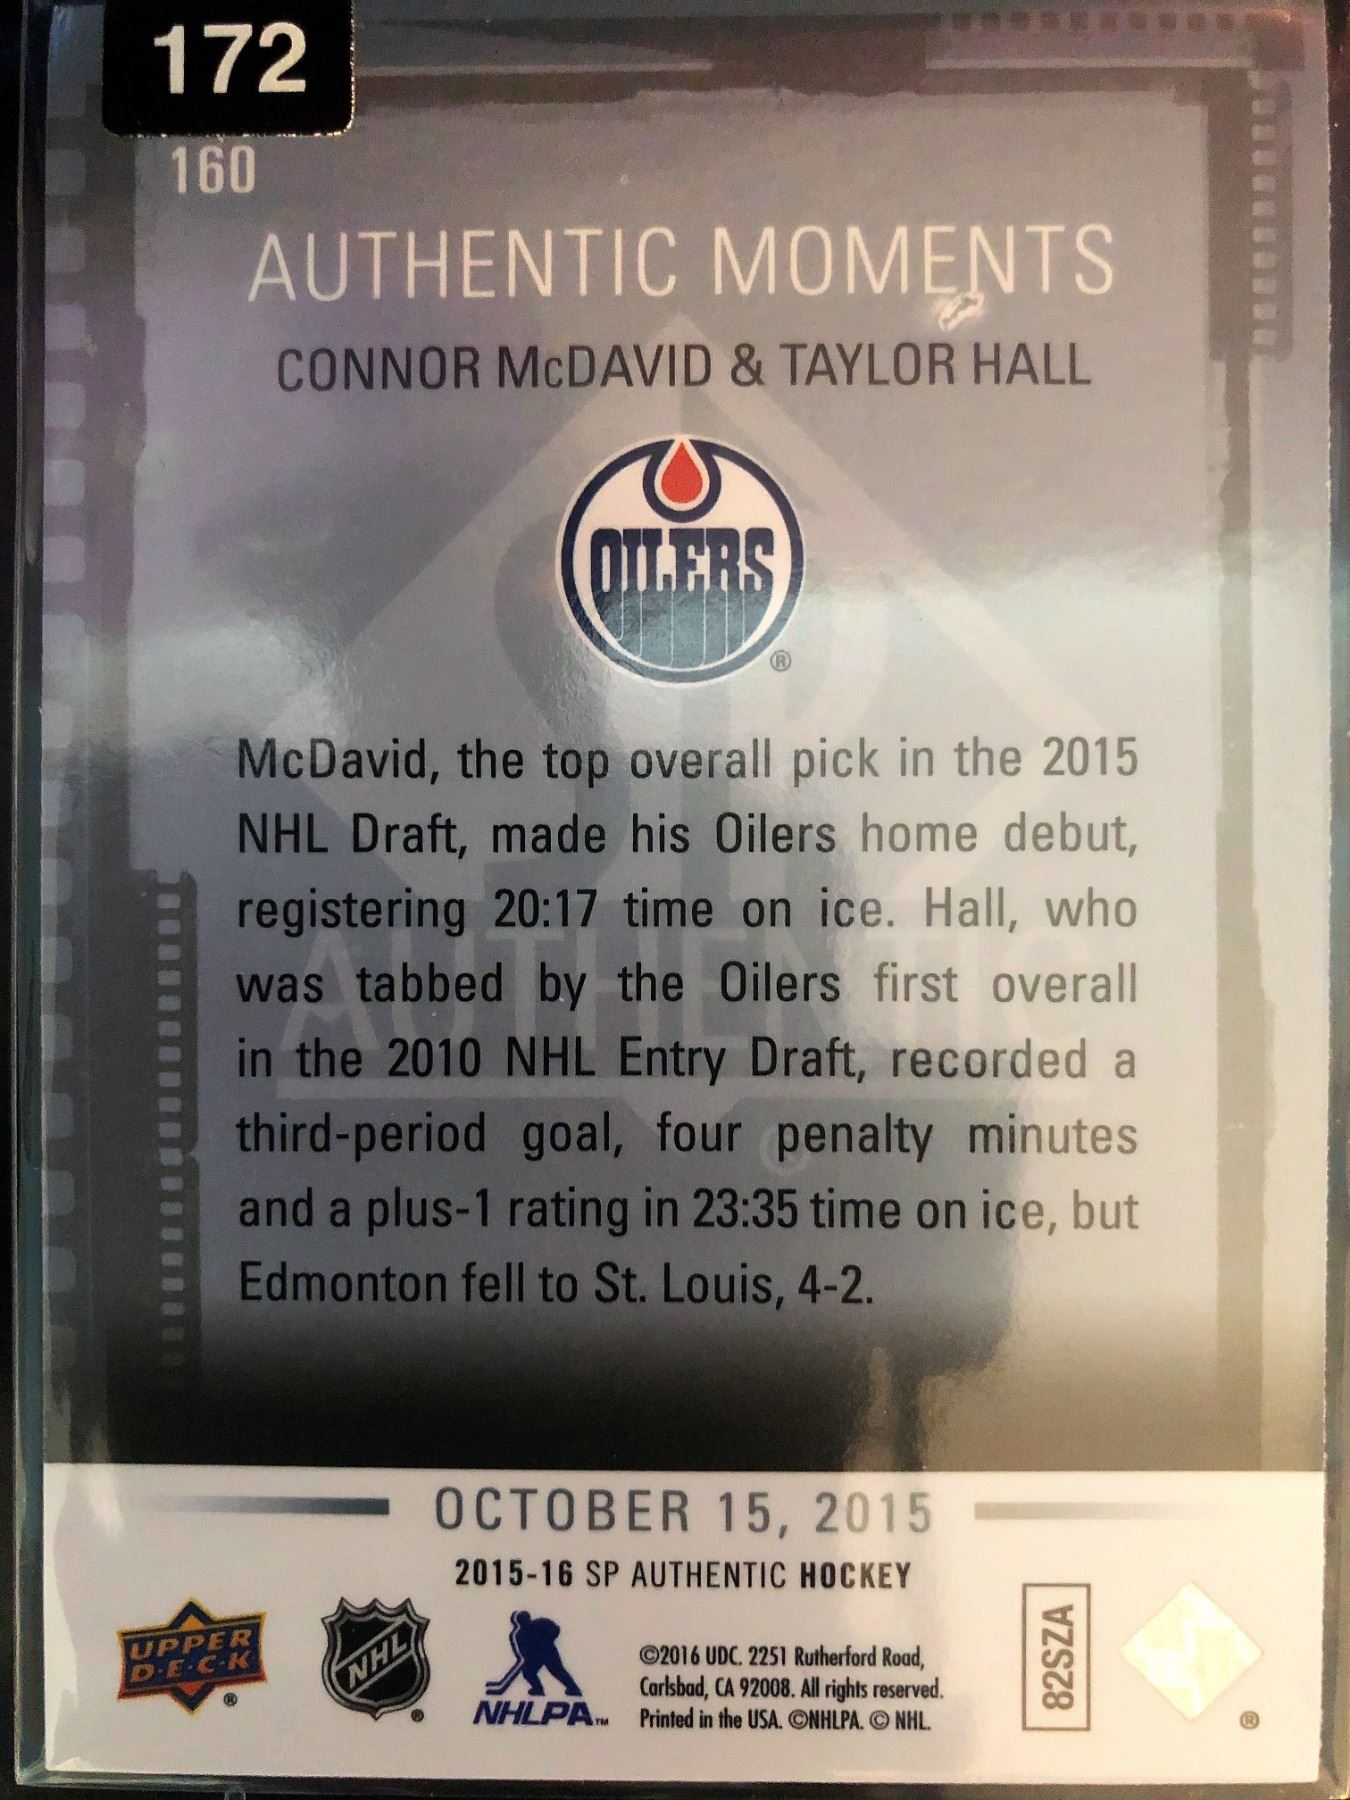 172
160
AUTHENTIC MOMENTS
CONNOR McDAVID & TAYLOR HALL
OILERS
®
McDavid, the top overall pick in the 2015
NHL Draft, made his Oilers home debut,
registering 20:17 time on ice. Hall, who
was tabbed by the Oilers first overall
in the 2010 NHL Entry Draft, recorded a
third-period goal, four penalty minutes
and a plus-1 rating in 23:35 time on ice, but
Edmonton fell to St. Louis, 4-2.
SP
AUTHENTIC
OCTOBER 15, 2015
2015-16 SP AUTHENTIC HOCKEY
UPPER
D·E·C·K
®
NHL
®
NHLPA™
©2016 UDC. 2251 Rutherford Road,
Carlsbad, CA 92008. All rights reserved.
Printed in the USA. ©NHLPA. © NHL.
82SZA
®